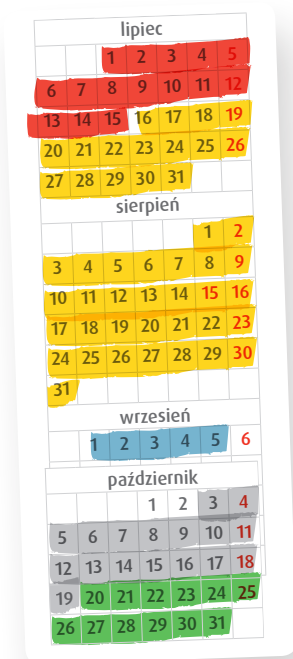 lipiec
1 2 3 4 5
6 7 8 9 10 11 12
13 14 15 16 17 18 19
20 21 22 23 24 25 26
27 28 29 30 31
sierpień
1 2
3 4 5 6 7 8 9
10 11 12 13 14 15 16
17 18 19 20 21 22 23
24 25 26 27 28 29 30
31
wrzesień
1 2 3 4 5 6
październik
1 2 3 4
5 6 7 8 9 10 11
12 13 14 15 16 17 18
19 20 21 22 23 24 25
26 27 28 29 30 31